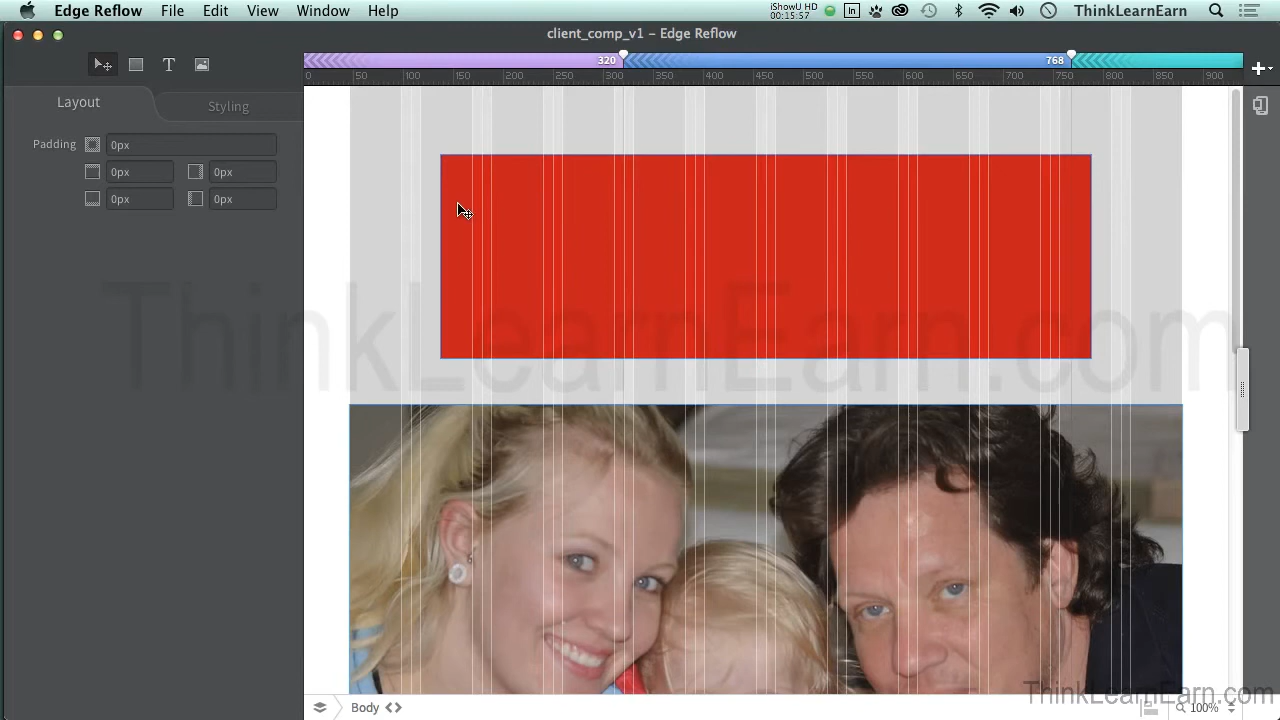 Edge Reflow File Edit View Window Help iShowU HD 00:15:57 ThinkLearnEarn
client_comp_v1 – Edge Reflow
320 768
0 50 100 150 200 250 300 350 400 450 500 550 600 650 700 750 800 850 900
T
Layout Styling
Padding 0px
0px 0px
0px 0px
ThinkLearnEarn.com
ThinkLearnEarn.com
Body 100%